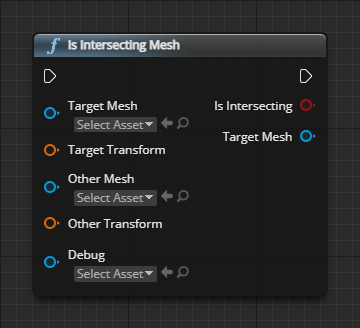 f Is Intersecting Mesh
Target Mesh
Select Asset
Target Transform
Other Mesh
Select Asset
Other Transform
Debug
Select Asset
Is Intersecting
Target Mesh